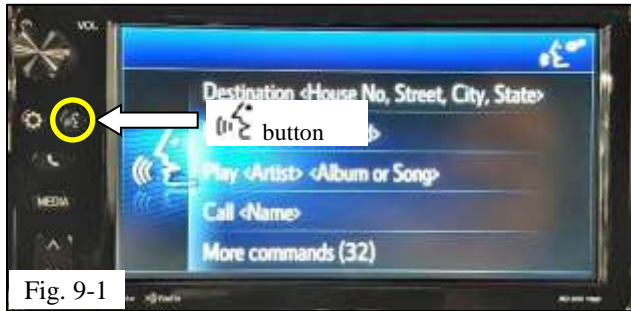 VOL
Destination <House No, Street, City, State>
button
Play <Artist> <Album or Song>
MEDIA
Call <Name>
More commands (32)
Fig. 9-1